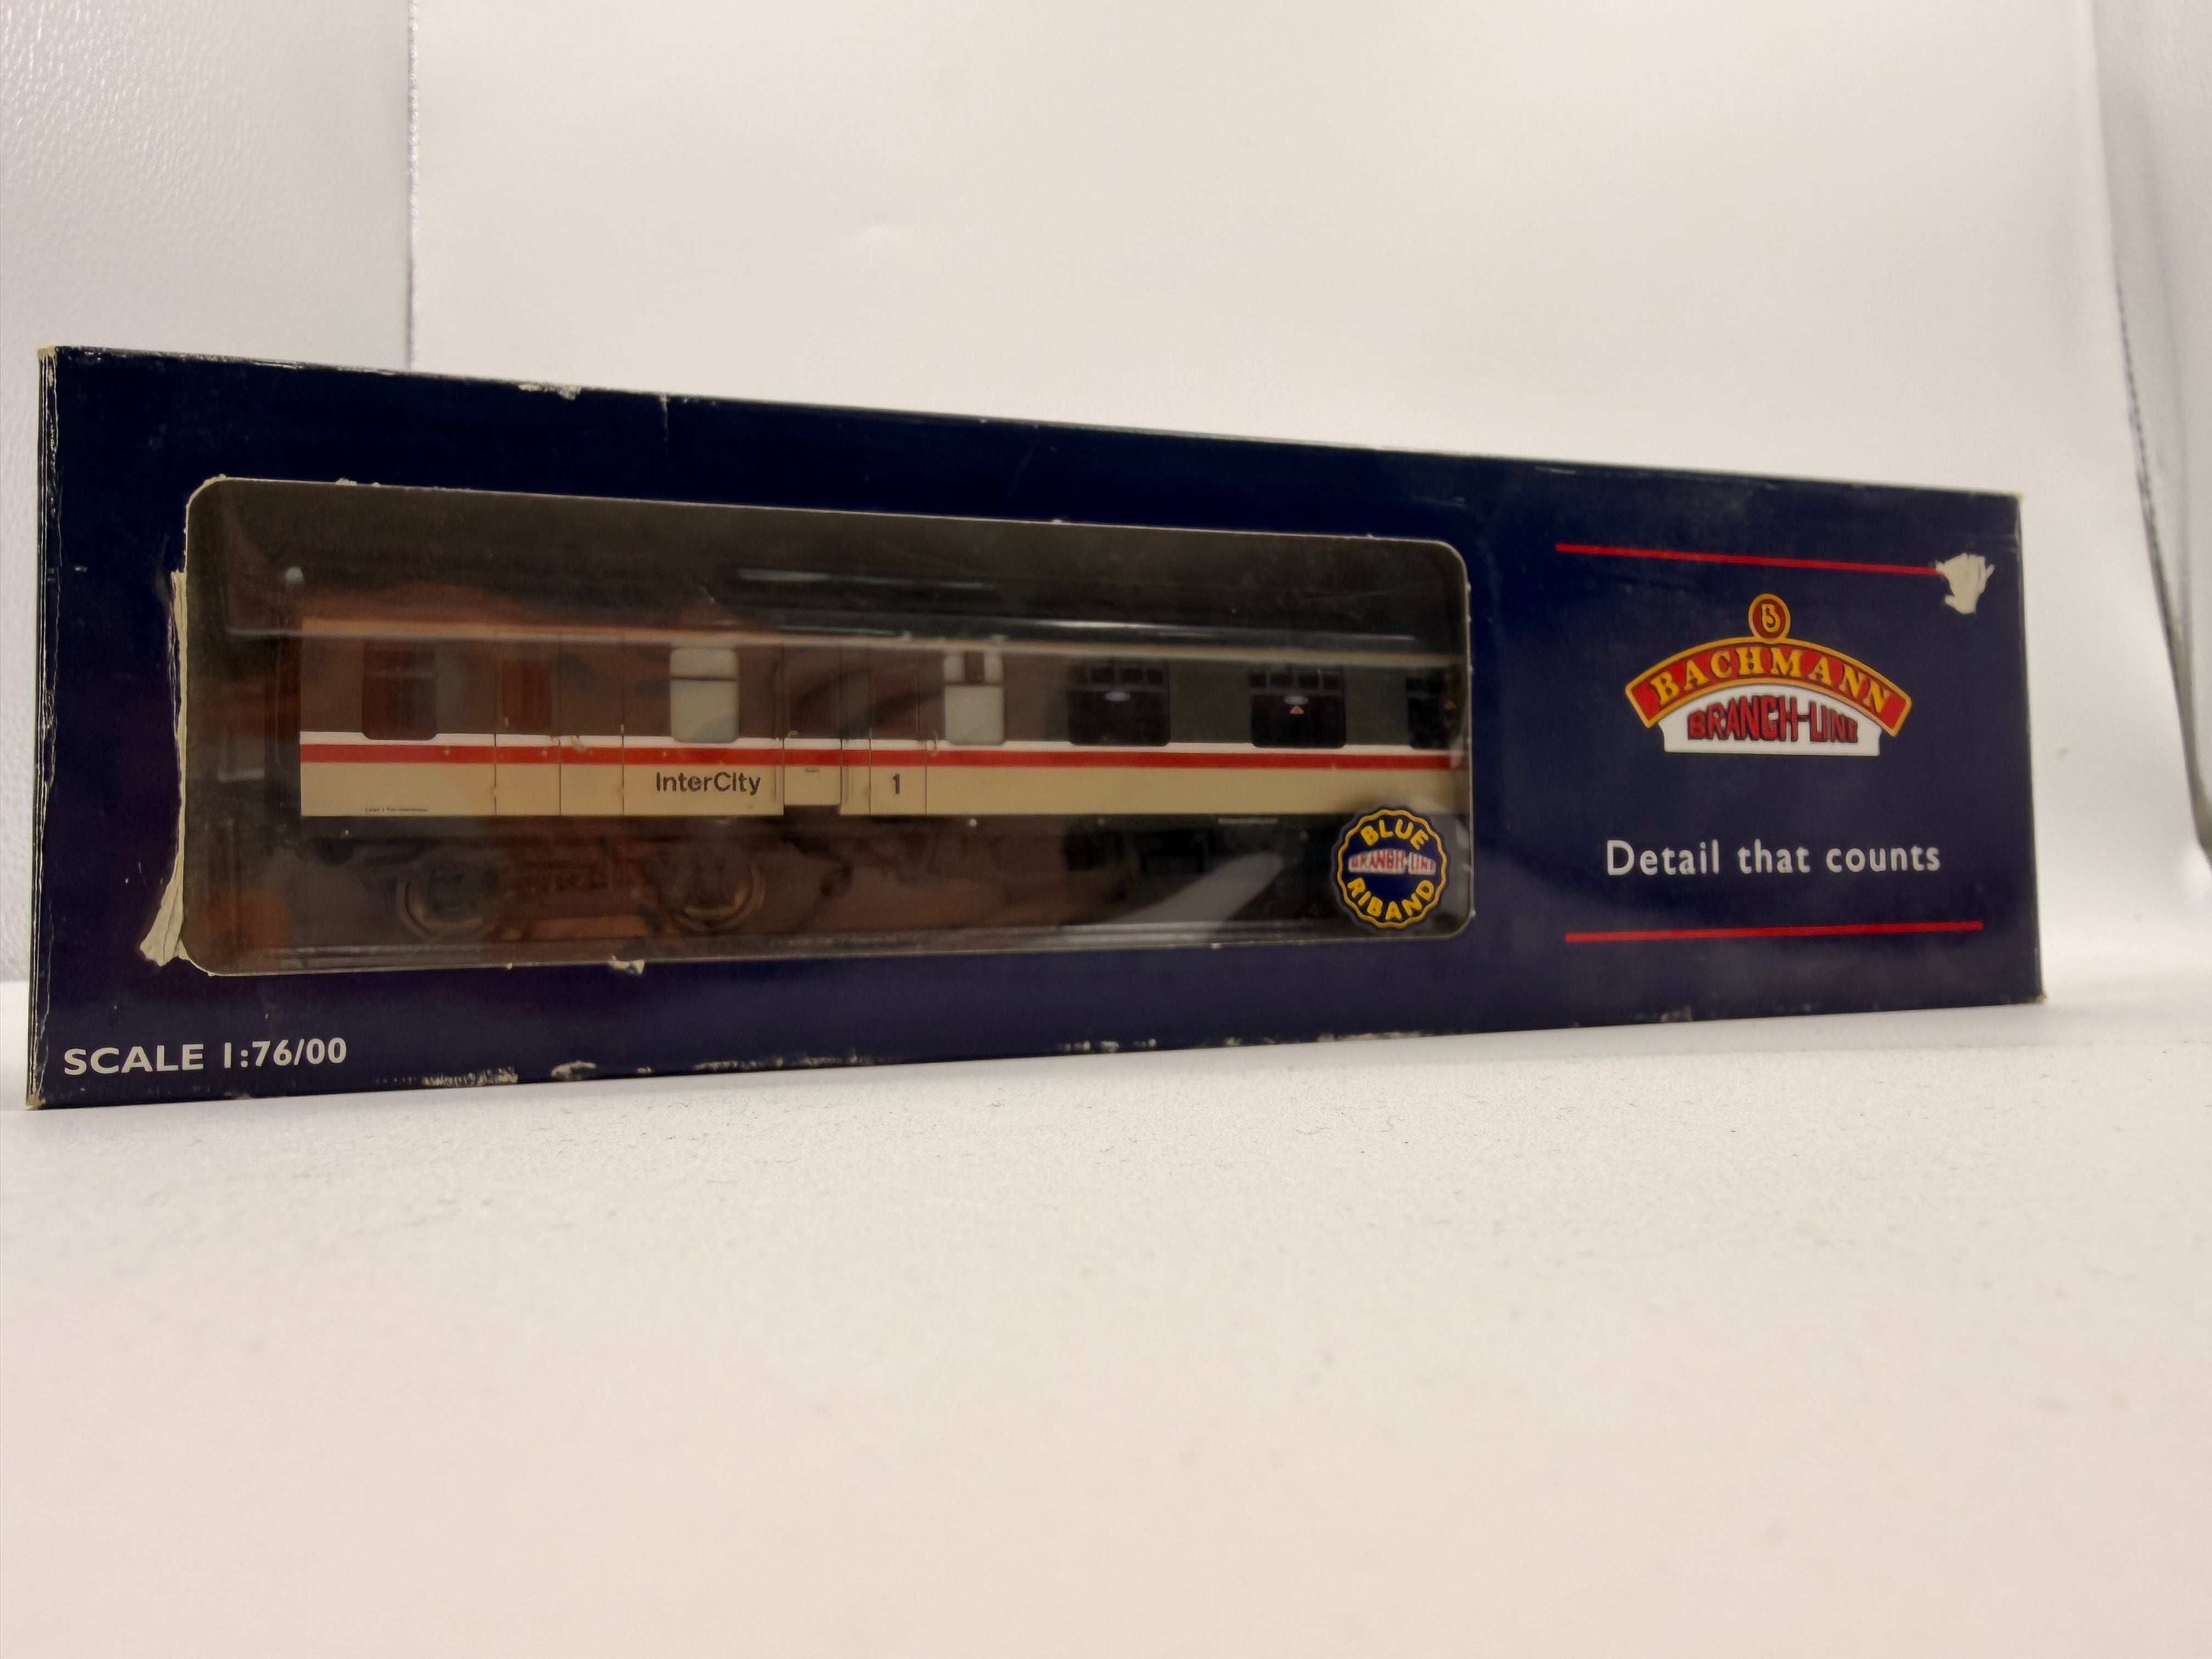 InterCity
1
BLUE
BRANCH-LINE
RIBAND
B
BACHMANN
BRANCH-LINE
Detail that counts
SCALE 1:76/00